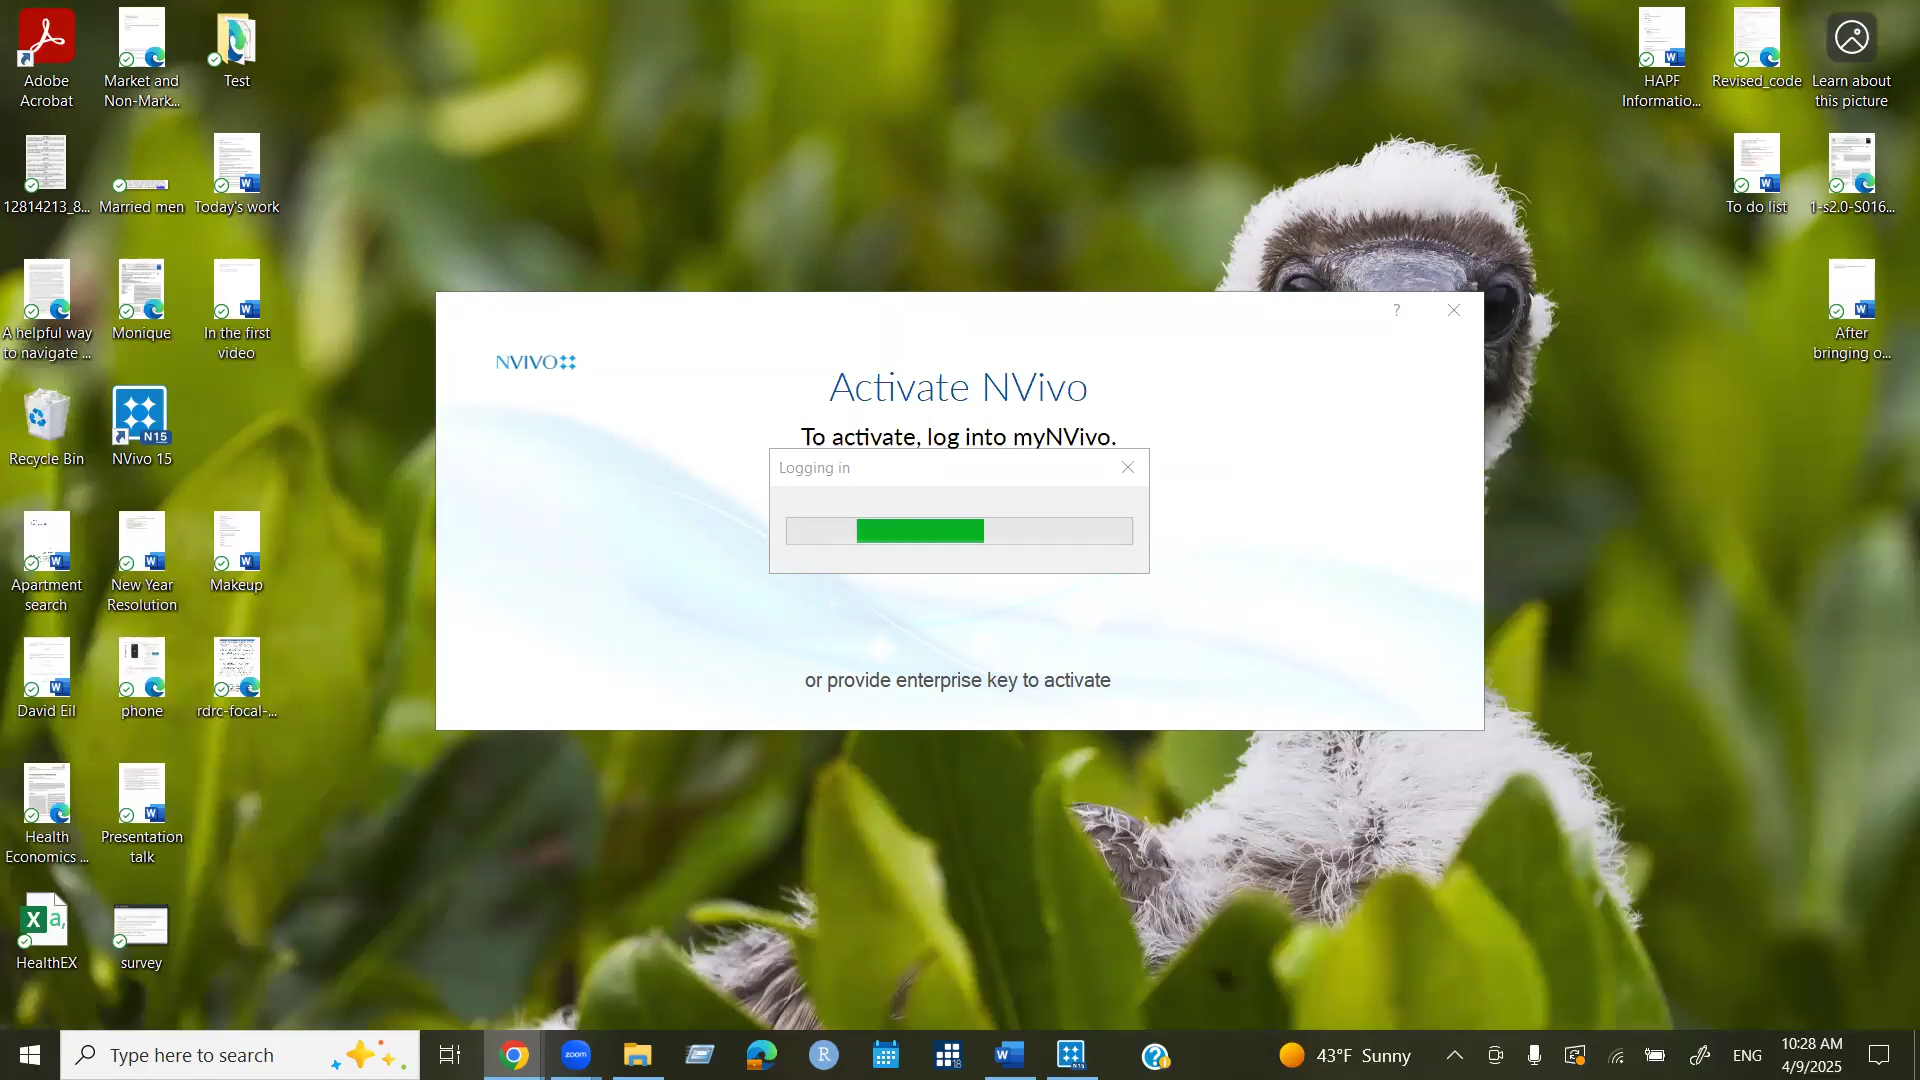 Adobe
Acrobat
Market and
Non-Mark...
Test
HAPF
Informatio...
Revised_code
Learn about
this picture
12814213_8...
Married men
Today's work
To do list
1-s2.0-S016...
A helpful way
to navigate ...
Monique
In the first
video
After
bringing o...
Recycle Bin
N15
NVivo 15
?
NVIVO
Activate NVivo
To activate, log into myNVivo.
Logging in
or provide enterprise key to activate
Apartment
search
New Year
Resolution
Makeup
David Eil
phone
rdrc-focal-...
Health
Economics ...
Presentation
talk
HealthEX
survey
Type here to search
zoom
R
18
W
N15
43°F Sunny
ENG
10:28 AM
4/9/2025